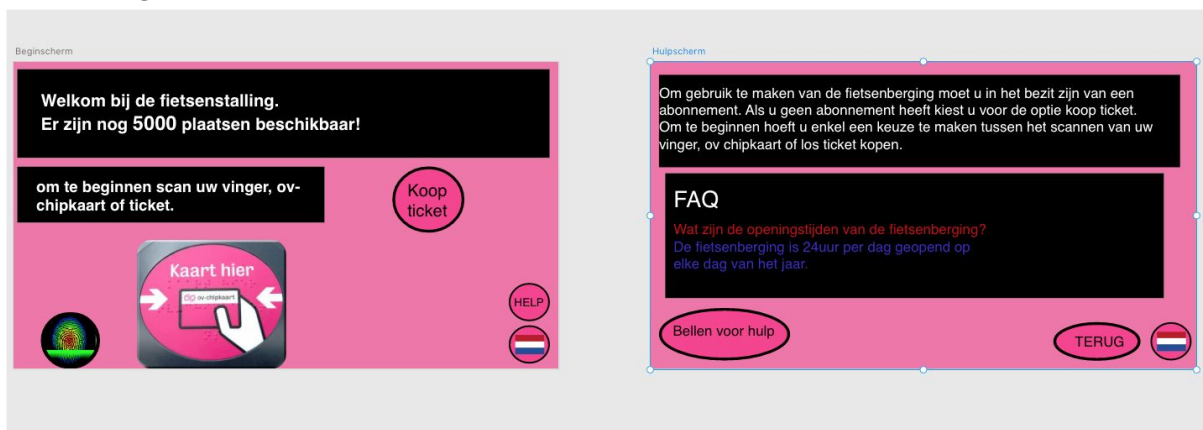 Beginscherm
Welkom bij de fietsenstalling.
Er zijn nog 5000 plaatsen beschikbaar!
om te beginnen scan uw vinger, ov-
chipkaart of ticket.
Koop
ticket
Kaart hier
ov-chipkaart
HELP
Hulpscherm
Om gebruik te maken van de fietsenberging moet u in het bezit zijn van een
abonnement. Als u geen abonnement heeft kiest u voor de optie koop ticket.
Om te beginnen hoeft u enkel een keuze te maken tussen het scannen van uw
vinger, ov chipkaart of los ticket kopen.
FAQ
Wat zijn de openingstijden van de fietsenberging?
De fietsenberging is 24uur per dag geopend op
elke dag van het jaar.
Bellen voor hulp
TERUG